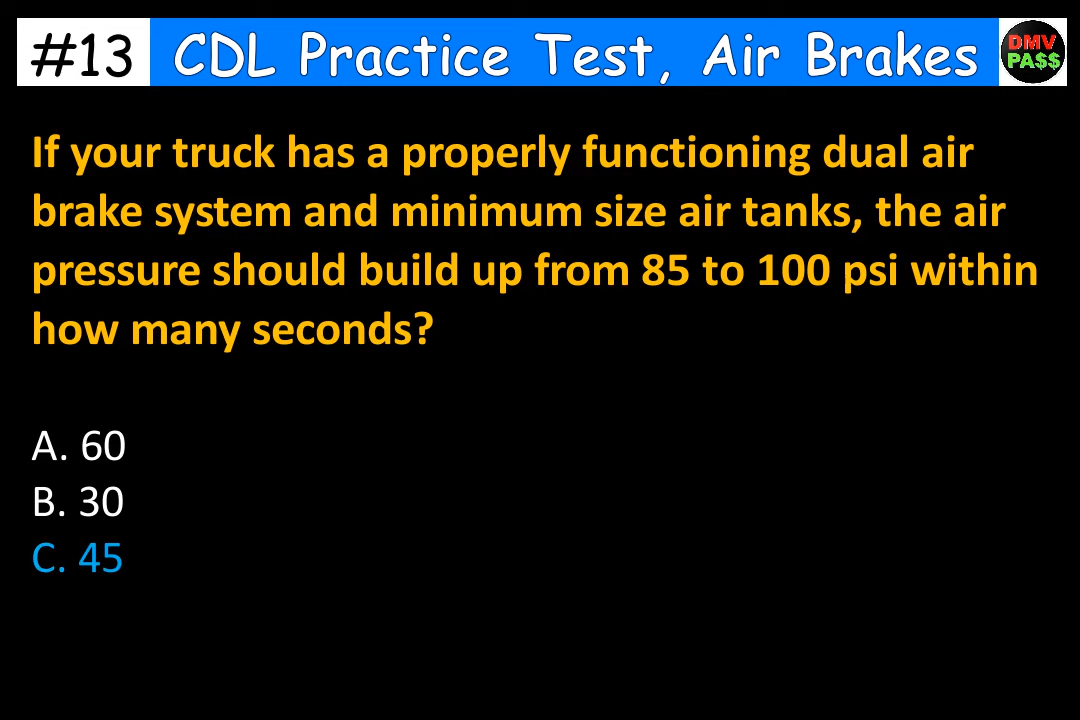 #13 CDL Practice Test, Air Brakes
DMV
PA$$
If your truck has a properly functioning dual air
brake system and minimum size air tanks, the air
pressure should build up from 85 to 100 psi within
how many seconds?
A. 60
B. 30
C. 45